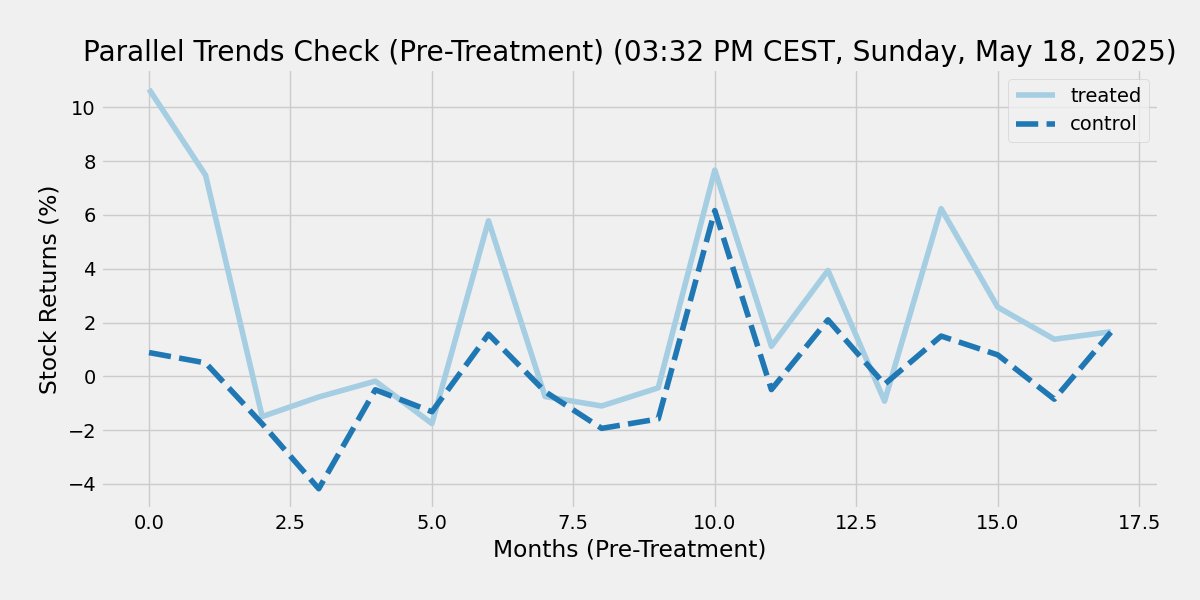 Parallel Trends Check (Pre-Treatment) (03:32 PM CEST, Sunday, May 18, 2025)
treated
control
Stock Returns (%)
10
8
6
4
2
0
−2
−4
0.0 2.5 5.0 7.5 10.0 12.5 15.0 17.5
Months (Pre-Treatment)